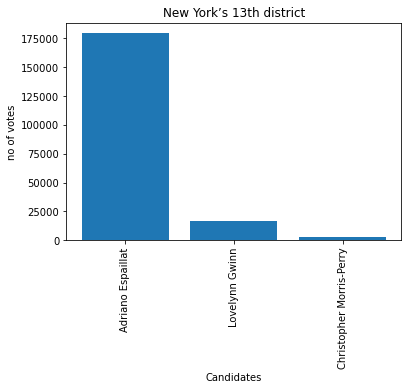 New York’s 13th district
175000
150000
125000
100000
75000
50000
25000
0
no of votes
Adriano Espaillat
Lovelynn Gwinn
Christopher Morris-Perry
Candidates